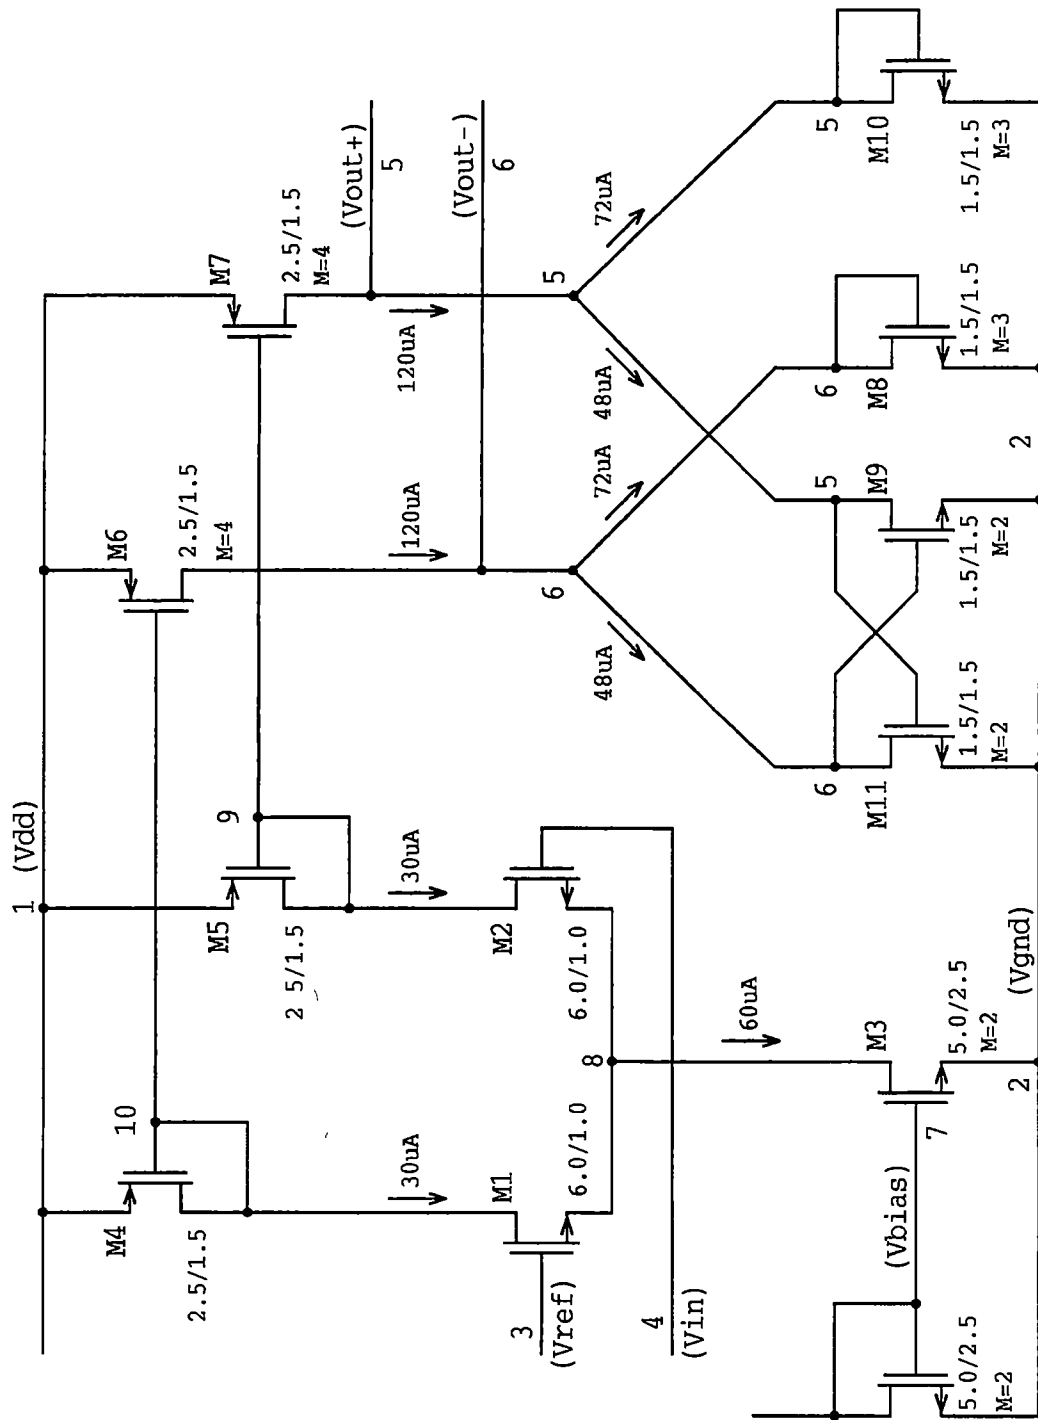 1 (Vdd)
M4
2.5/1.5
10
M5
2 5/1.5
9
M6
2.5/1.5
M=4
M7
2.5/1.5
M=4
30uA
30uA
120uA
120uA
(Vout+)
5
(Vout-)
6
3
(Vref)
M1
6.0/1.0
M2
6.0/1.0
4
(Vin)
8
60uA
6
5
48uA
72uA
48uA
72uA
(Vbias)
7
M3
5.0/2.5
M=2
5.0/2.5
M=2
2
(Vgnd)
6
M11
1.5/1.5
M=2
5
M9
1.5/1.5
M=2
2
6
M8
1.5/1.5
M=3
5
M10
1.5/1.5
M=3